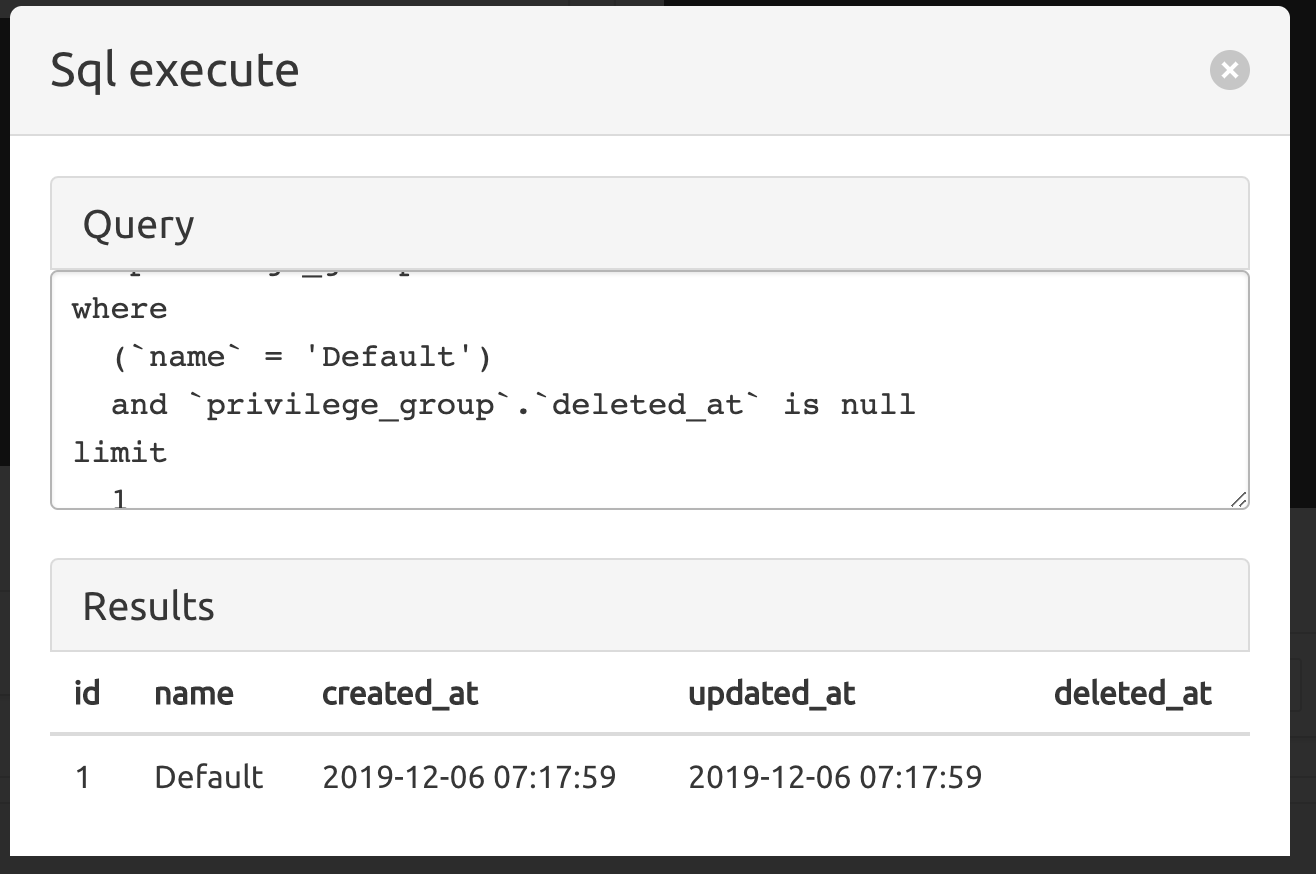 Sql execute
Query
where
(`name` = 'Default')
and `privilege_group`.`deleted_at` is null
limit
1
Results
id name created_at updated_at deleted_at
1 Default 2019-12-06 07:17:59 2019-12-06 07:17:59